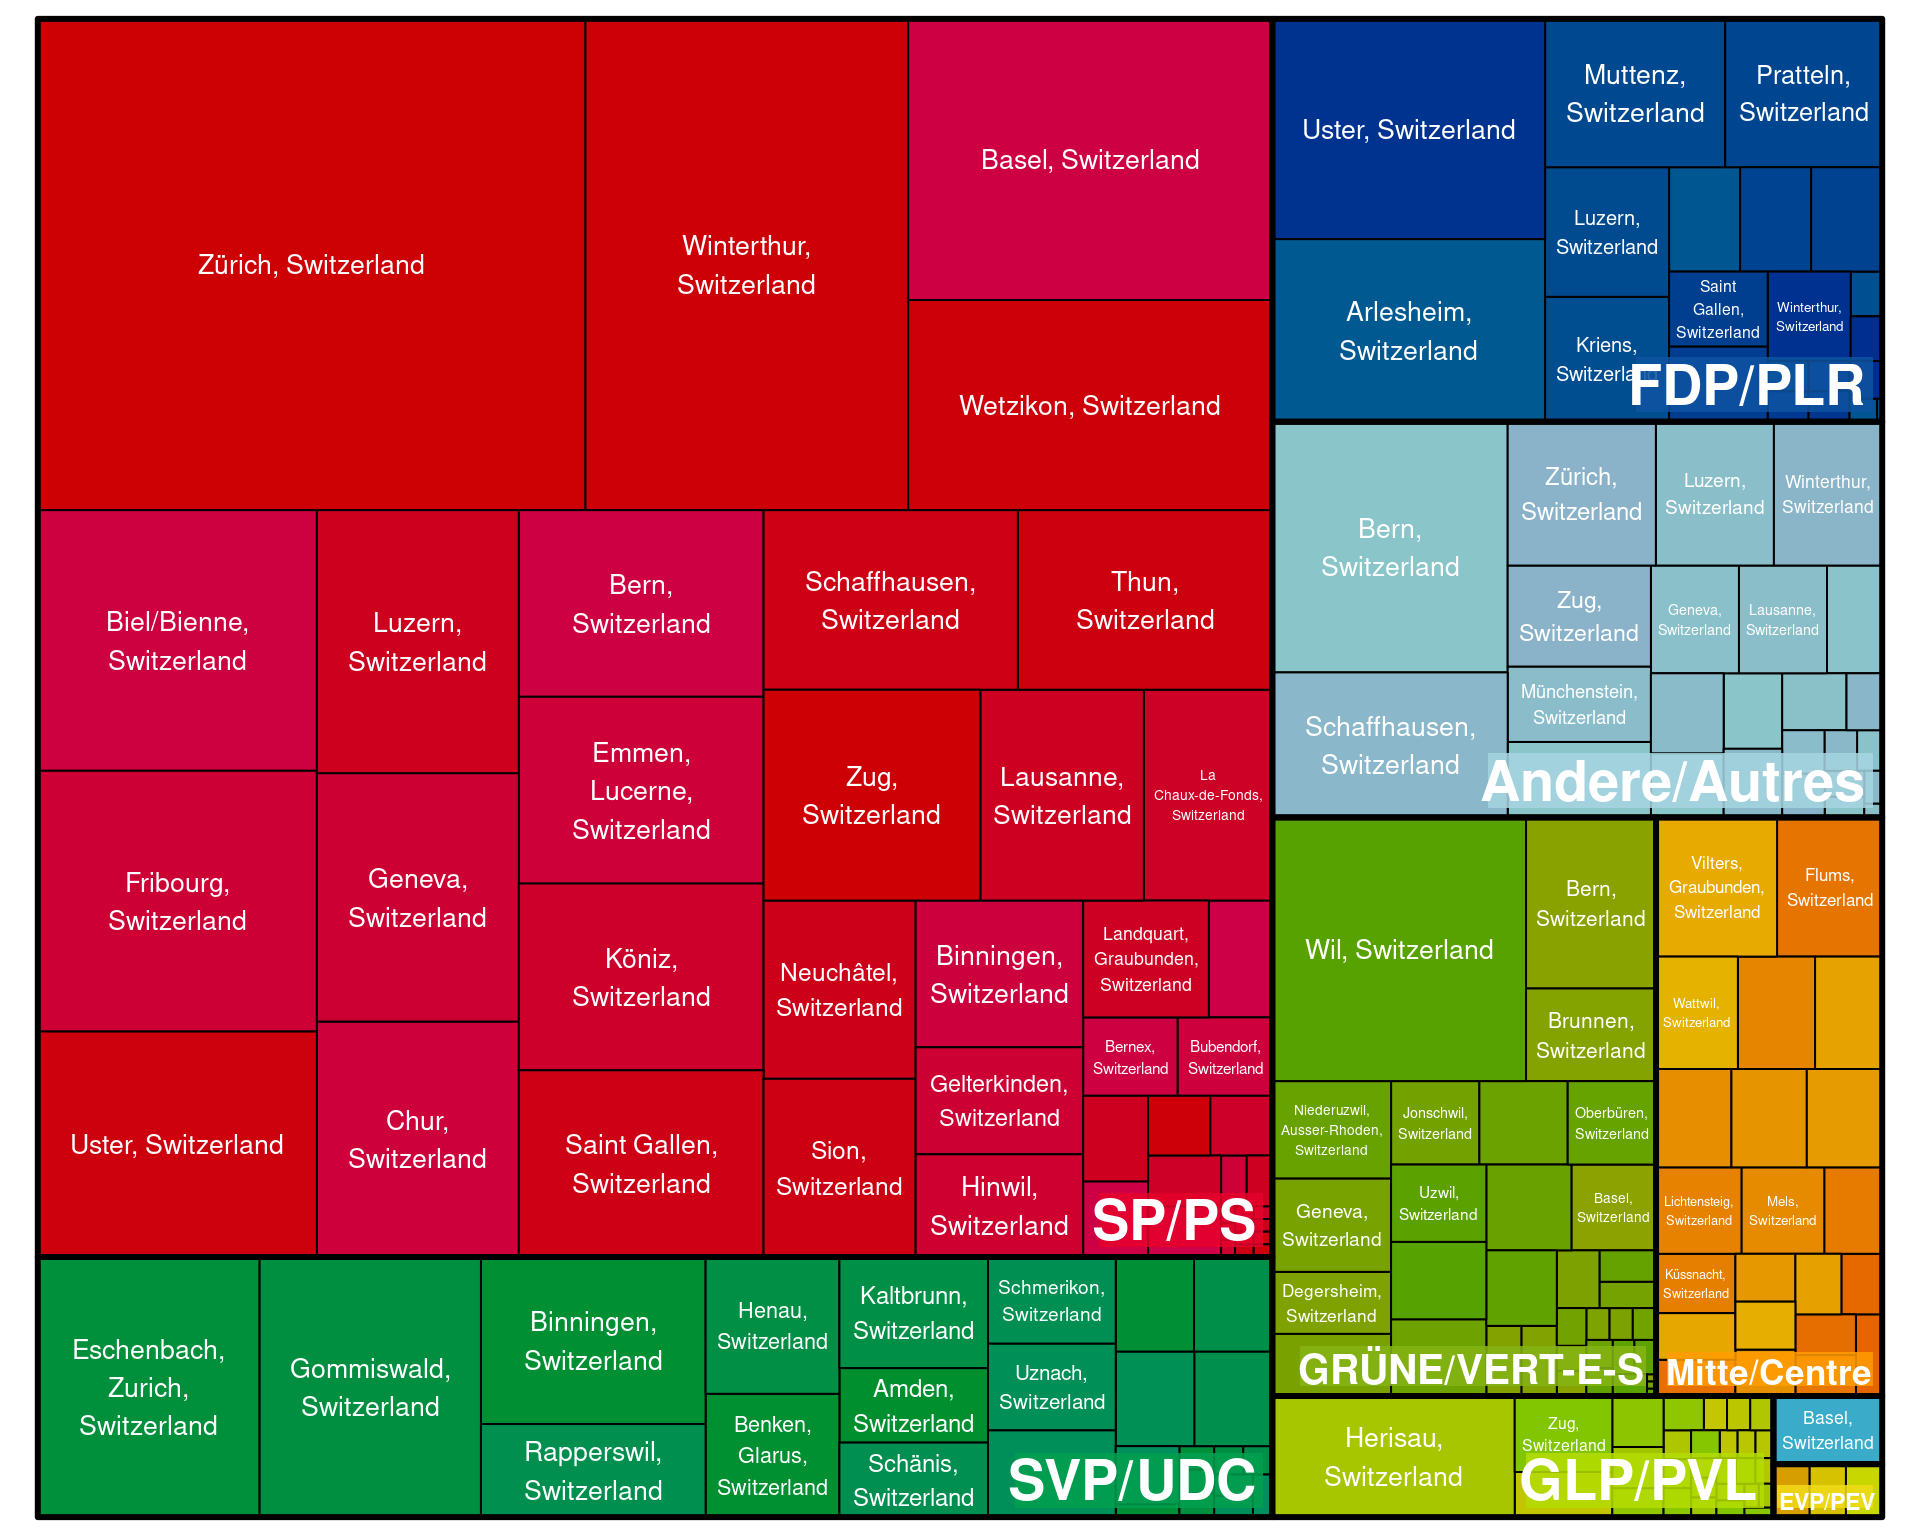 Zürich, Switzerland
Winterthur,
Switzerland
Basel, Switzerland
Wetzikon, Switzerland
Biel/Bienne,
Switzerland
Fribourg,
Switzerland
Uster, Switzerland
Luzern,
Switzerland
Geneva,
Switzerland
Chur,
Switzerland
Bern,
Switzerland
Emmen,
Lucerne,
Switzerland
Köniz,
Switzerland
Saint Gallen,
Switzerland
Schaffhausen,
Switzerland
Thun,
Switzerland
Zug,
Switzerland
Lausanne,
Switzerland
La
Chaux-de-Fonds,
Switzerland
Neuchâtel,
Switzerland
Sion,
Switzerland
Binningen,
Switzerland
Gelterkinden,
Switzerland
Hinwil,
Switzerland
Landquart,
Graubunden,
Switzerland
Bernex,
Switzerland
Bubendorf,
Switzerland
SP/PS
Eschenbach,
Zurich,
Switzerland
Gommiswald,
Switzerland
Binningen,
Switzerland
Rapperswil,
Switzerland
Henau,
Switzerland
Benken,
Glarus,
Switzerland
Kaltbrunn,
Switzerland
Amden,
Switzerland
Schänis,
Switzerland
Schmerikon,
Switzerland
Uznach,
Switzerland
SVP/UDC
Uster, Switzerland
Arlesheim,
Switzerland
Muttenz,
Switzerland
Pratteln,
Switzerland
Luzern,
Switzerland
Kriens,
Switzerland
Saint
Gallen,
Switzerland
Winterthur,
Switzerland
FDP/PLR
Bern,
Switzerland
Schaffhausen,
Switzerland
Zürich,
Switzerland
Luzern,
Switzerland
Winterthur,
Switzerland
Zug,
Switzerland
Geneva,
Switzerland
Lausanne,
Switzerland
Münchenstein,
Switzerland
Andere/Autres
Wil, Switzerland
Bern,
Switzerland
Brunnen,
Switzerland
Niederuzwil,
Ausser-Rhoden,
Switzerland
Jonschwil,
Switzerland
Oberbüren,
Switzerland
Geneva,
Switzerland
Uzwil,
Switzerland
Basel,
Switzerland
Degersheim,
Switzerland
GRÜNE/VERT-E-S
Vilters,
Graubunden,
Switzerland
Flums,
Switzerland
Wattwil,
Switzerland
Lichtensteig,
Switzerland
Mels,
Switzerland
Küssnacht,
Switzerland
Mitte/Centre
Herisau,
Switzerland
Zug,
Switzerland
GLP/PVL
Basel,
Switzerland
EVP/PEV